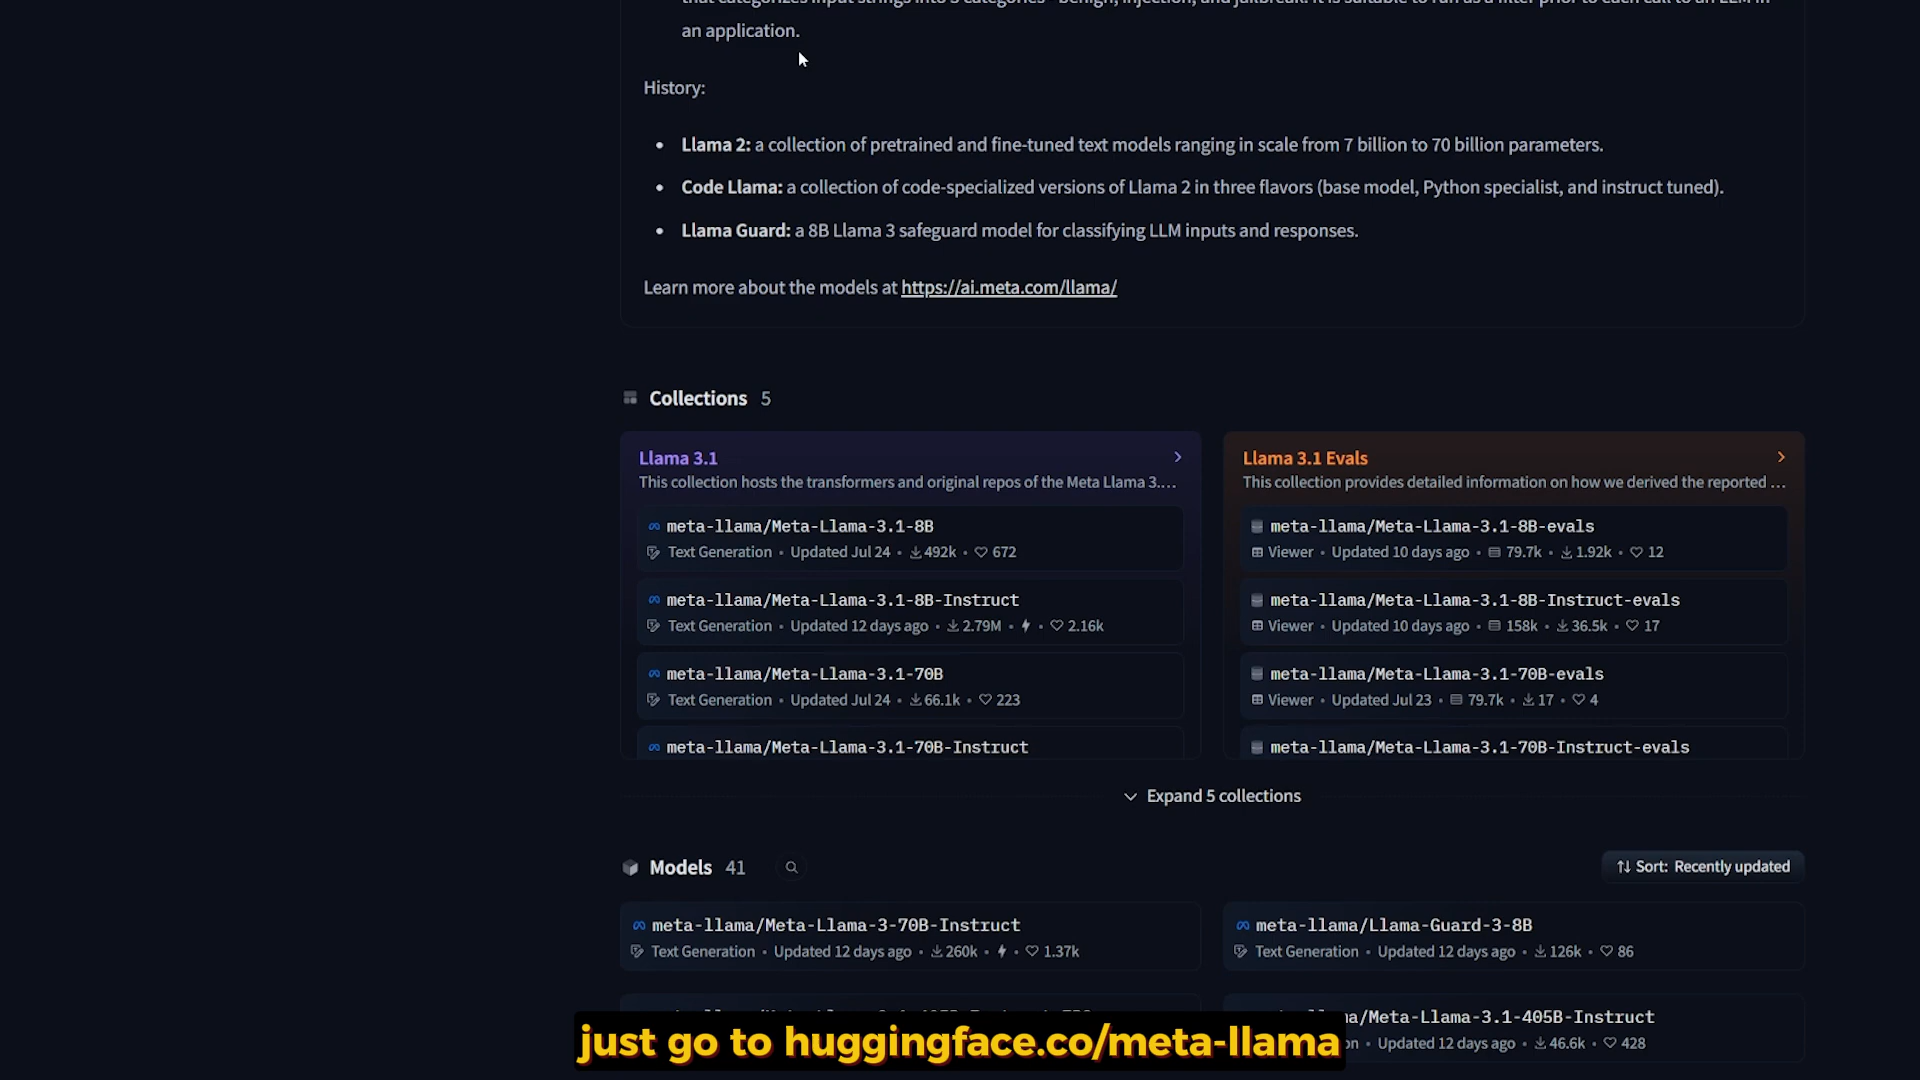 an application.
History:
Llama 2: a collection of pretrained and fine-tuned text models ranging in scale from 7 billion to 70 billion parameters.
Code Llama: a collection of code-specialized versions of Llama 2 in three flavors (base model, Python specialist, and instruct tuned).
Llama Guard: a 8B Llama 3 safeguard model for classifying LLM inputs and responses.
Learn more about the models at https://ai.meta.com/llama/
Collections 5
Llama 3.1
This collection hosts the transformers and original repos of the Meta Llama 3....
meta-llama/Meta-Llama-3.1-8B
Text Generation • Updated Jul 24 • 492k • 672
meta-llama/Meta-Llama-3.1-8B-Instruct
Text Generation • Updated 12 days ago • 2.79M • • 2.16k
meta-llama/Meta-Llama-3.1-70B
Text Generation • Updated Jul 24 • 66.1k • 223
meta-llama/Meta-Llama-3.1-70B-Instruct
Llama 3.1 Evals
This collection provides detailed information on how we derived the reported ...
meta-llama/Meta-Llama-3.1-8B-evals
Viewer • Updated 10 days ago • 79.7k • 1.92k • 12
meta-llama/Meta-Llama-3.1-8B-Instruct-evals
Viewer • Updated 10 days ago • 158k • 36.5k • 17
meta-llama/Meta-Llama-3.1-70B-evals
Viewer • Updated Jul 23 • 79.7k • 17 • 4
meta-llama/Meta-Llama-3.1-70B-Instruct-evals
Expand 5 collections
Models 41
Sort: Recently updated
meta-llama/Meta-Llama-3-70B-Instruct
Text Generation • Updated 12 days ago • 260k • • 1.37k
meta-llama/Llama-Guard-3-8B
Text Generation • Updated 12 days ago • 126k • 86
/Meta-Llama-3.1-405B-Instruct
Updated 12 days ago • 46.6k • 428
just go to huggingface.co/meta-llama